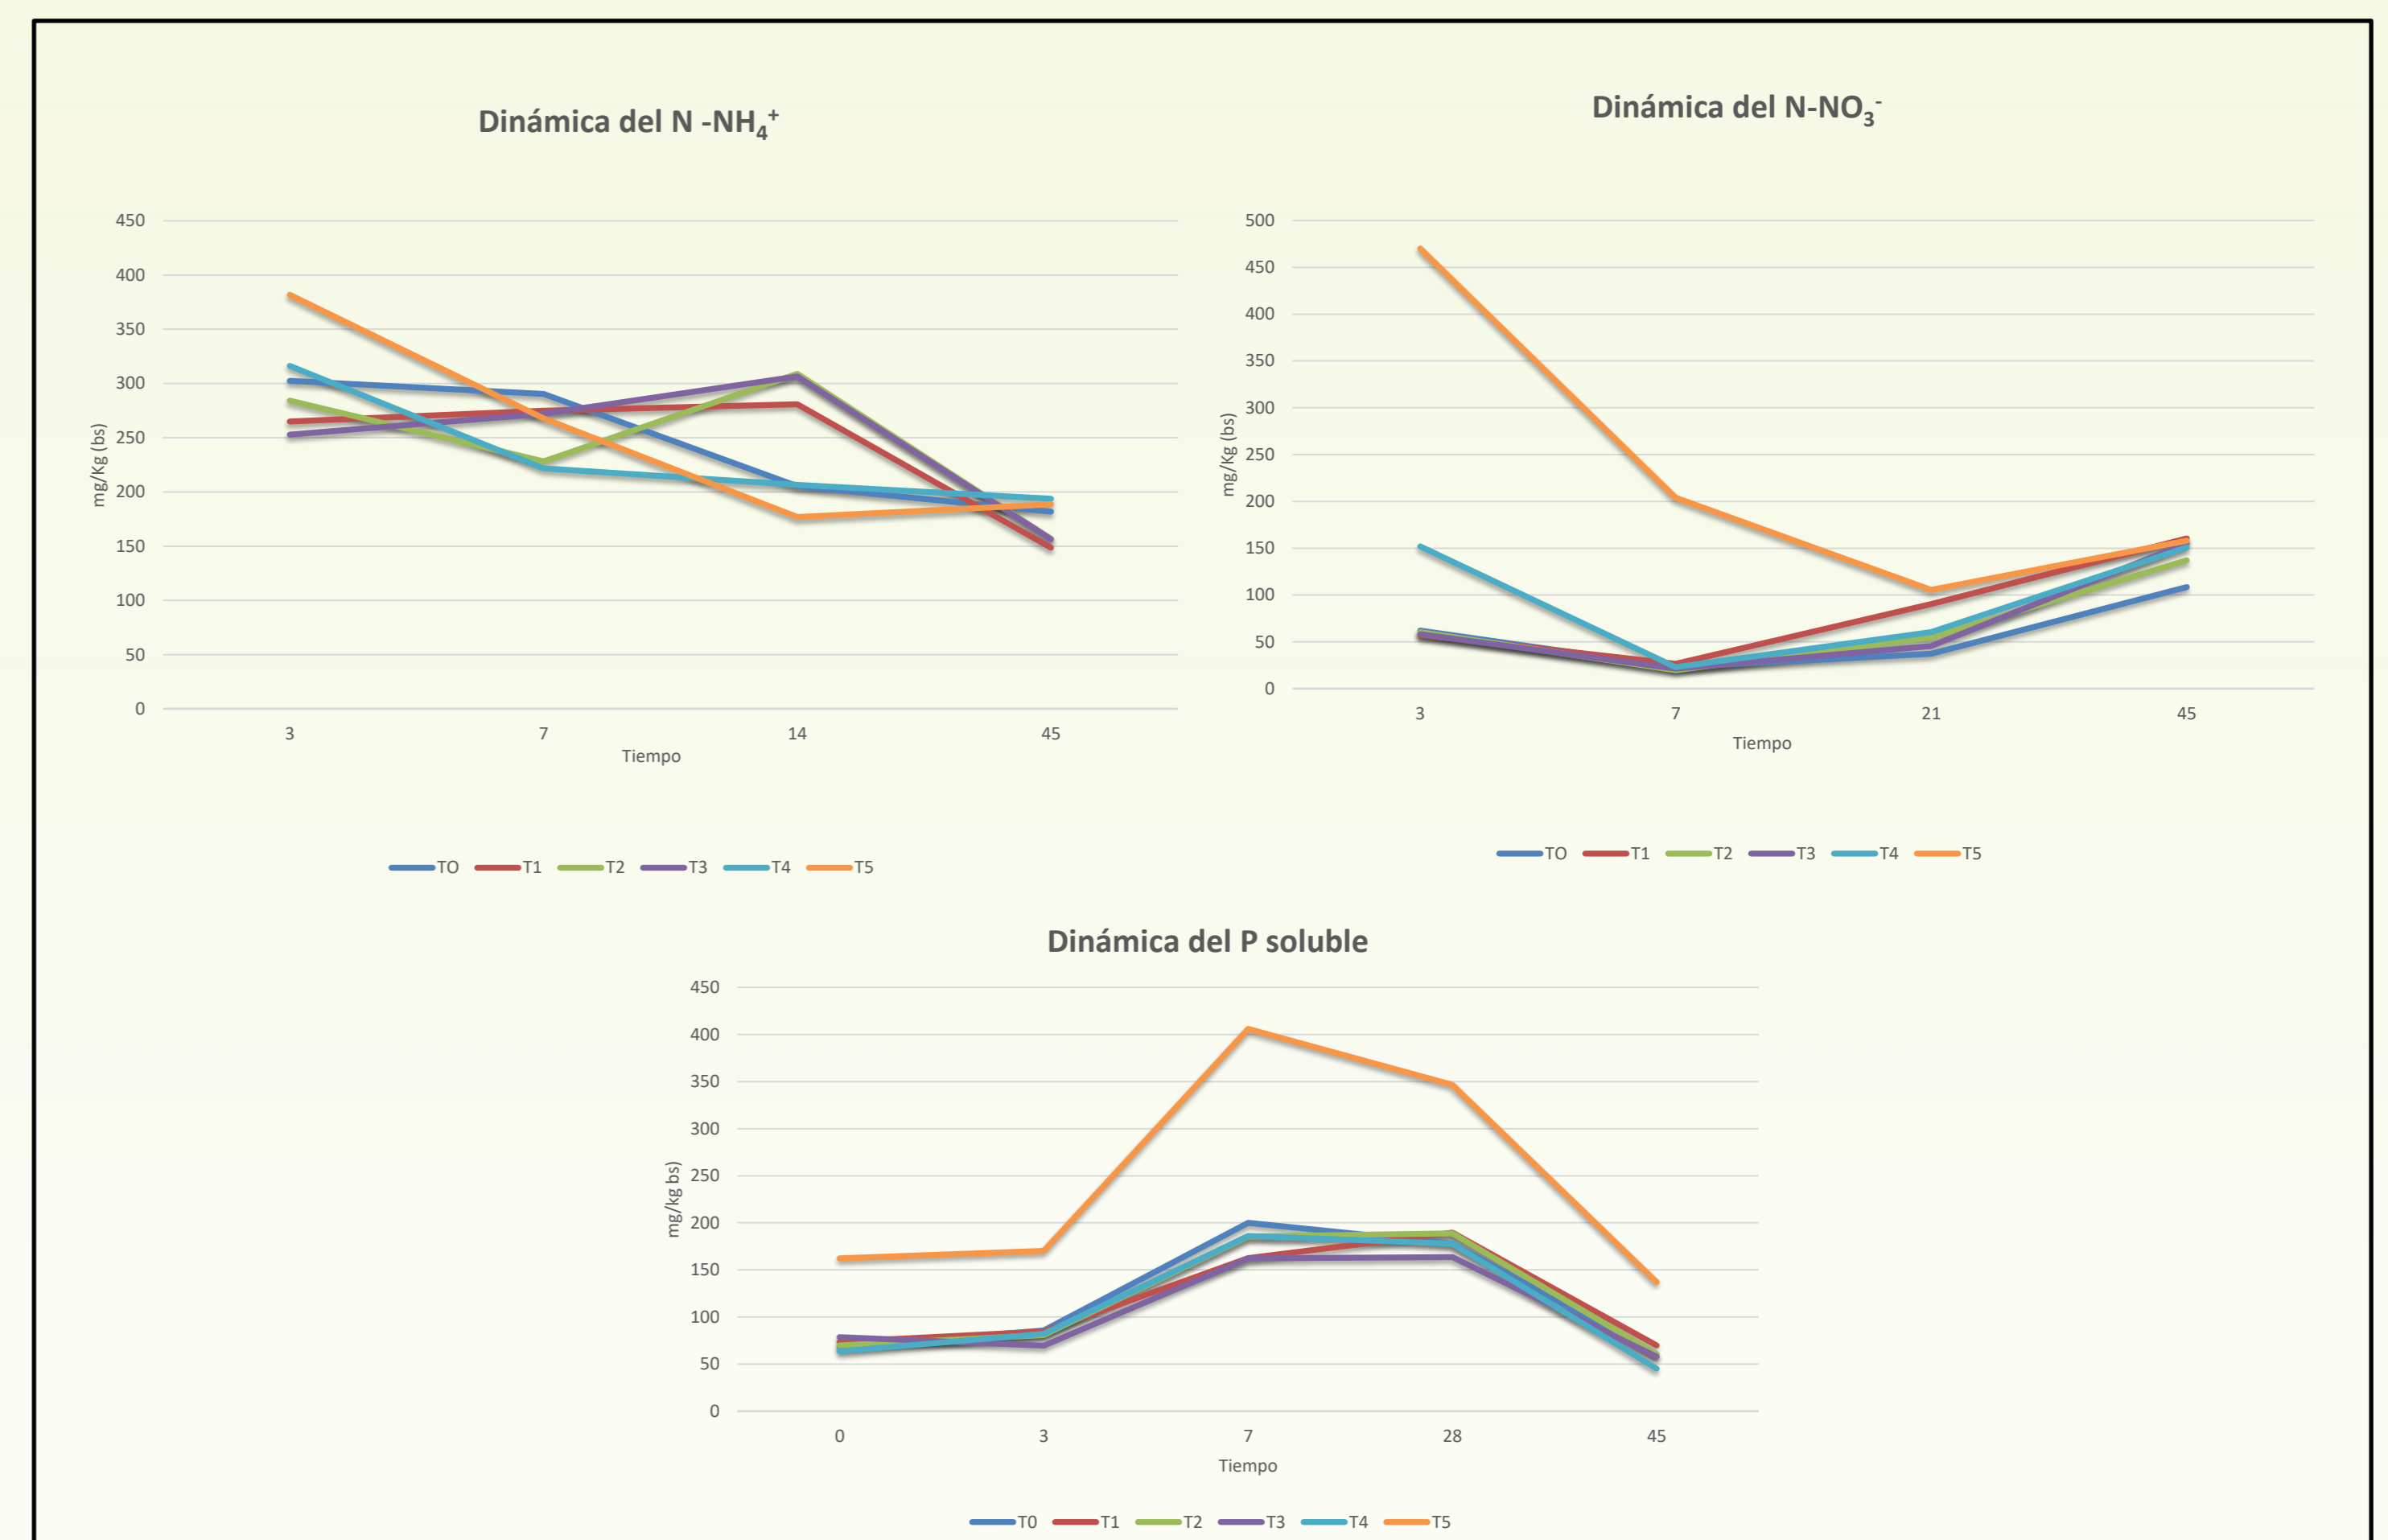 Dinámica del N -NH₄⁺
450
400
350
300
250
200
150
100
50
0
mg/Kg (bs)
3 7 14 45
Tiempo
TO T1 T2 T3 T4 T5
Dinámica del N-NO₃⁻
500
450
400
350
300
250
200
150
100
50
0
mg/Kg (bs)
3 7 21 45
Tiempo
TO T1 T2 T3 T4 T5
Dinámica del P soluble
450
400
350
300
250
200
150
100
50
0
mg/kg bs)
0 3 7 28 45
Tiempo
T0 T1 T2 T3 T4 T5